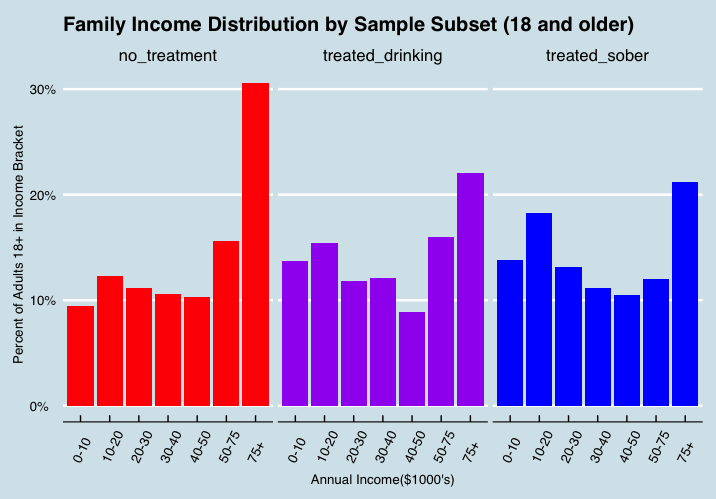 Family Income Distribution by Sample Subset (18 and older)
no_treatment treated_drinking treated_sober
Percent of Adults 18+ in Income Bracket
30%
20%
10%
0%
0-10 10-20 20-30 30-40 40-50 50-75 75+ 0-10 10-20 20-30 30-40 40-50 50-75 75+ 0-10 10-20 20-30 30-40 40-50 50-75 75+
Annual Income($1000's)